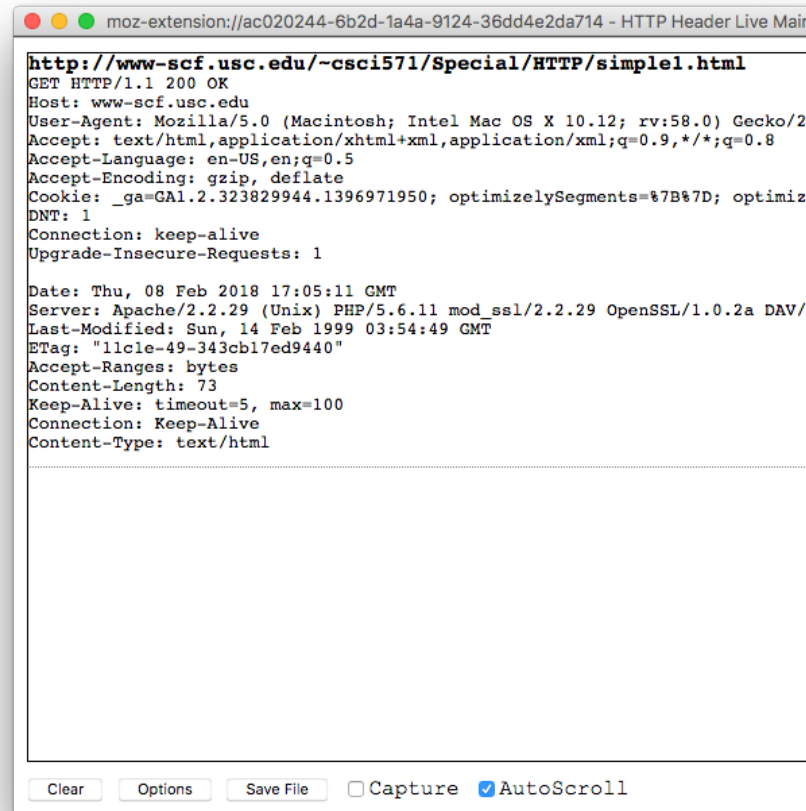 moz-extension://ac020244-6b2d-1a4a-9124-36dd4e2da714 - HTTP Header Live Main
http://www-scf.usc.edu/~csci571/Special/HTTP/simple1.html
GET HTTP/1.1 200 OK
Host: www-scf.usc.edu
User-Agent: Mozilla/5.0 (Macintosh; Intel Mac OS X 10.12; rv:58.0) Gecko/2
Accept: text/html,application/xhtml+xml,application/xml;q=0.9,*/*;q=0.8
Accept-Language: en-US,en;q=0.5
Accept-Encoding: gzip, deflate
Cookie: _ga=GA1.2.323829944.1396971950; optimizelySegments=%7B%7D; optimiz
DNT: 1
Connection: keep-alive
Upgrade-Insecure-Requests: 1
Date: Thu, 08 Feb 2018 17:05:11 GMT
Server: Apache/2.2.29 (Unix) PHP/5.6.11 mod_ssl/2.2.29 OpenSSL/1.0.2a DAV/
Last-Modified: Sun, 14 Feb 1999 03:54:49 GMT
ETag: "11c1e-49-343cb17ed9440"
Accept-Ranges: bytes
Content-Length: 73
Keep-Alive: timeout=5, max=100
Connection: Keep-Alive
Content-Type: text/html
Clear Options Save File Capture AutoScroll